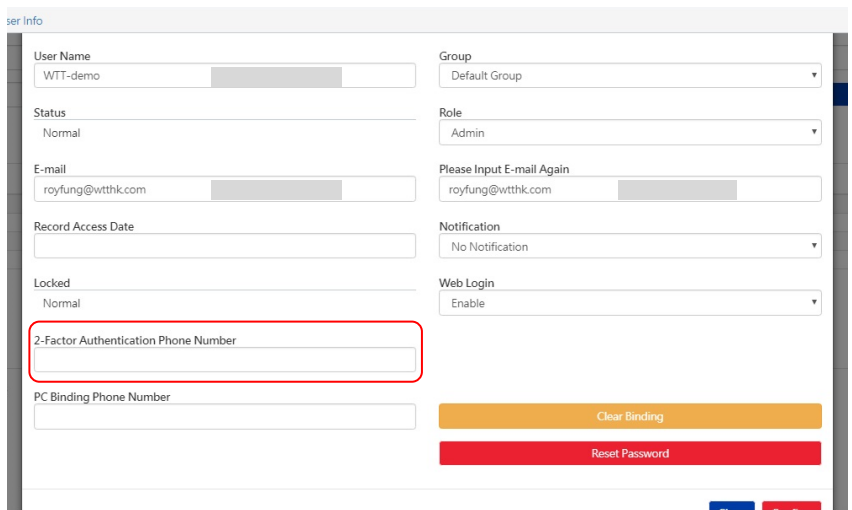 ser Info
User Name
WTT-demo
Group
Default Group
Status
Normal
Role
Admin
E-mail
royfung@wtthk.com
Please Input E-mail Again
royfung@wtthk.com
Record Access Date
Notification
No Notification
Locked
Normal
Web Login
Enable
2-Factor Authentication Phone Number
PC Binding Phone Number
Clear Binding
Reset Password